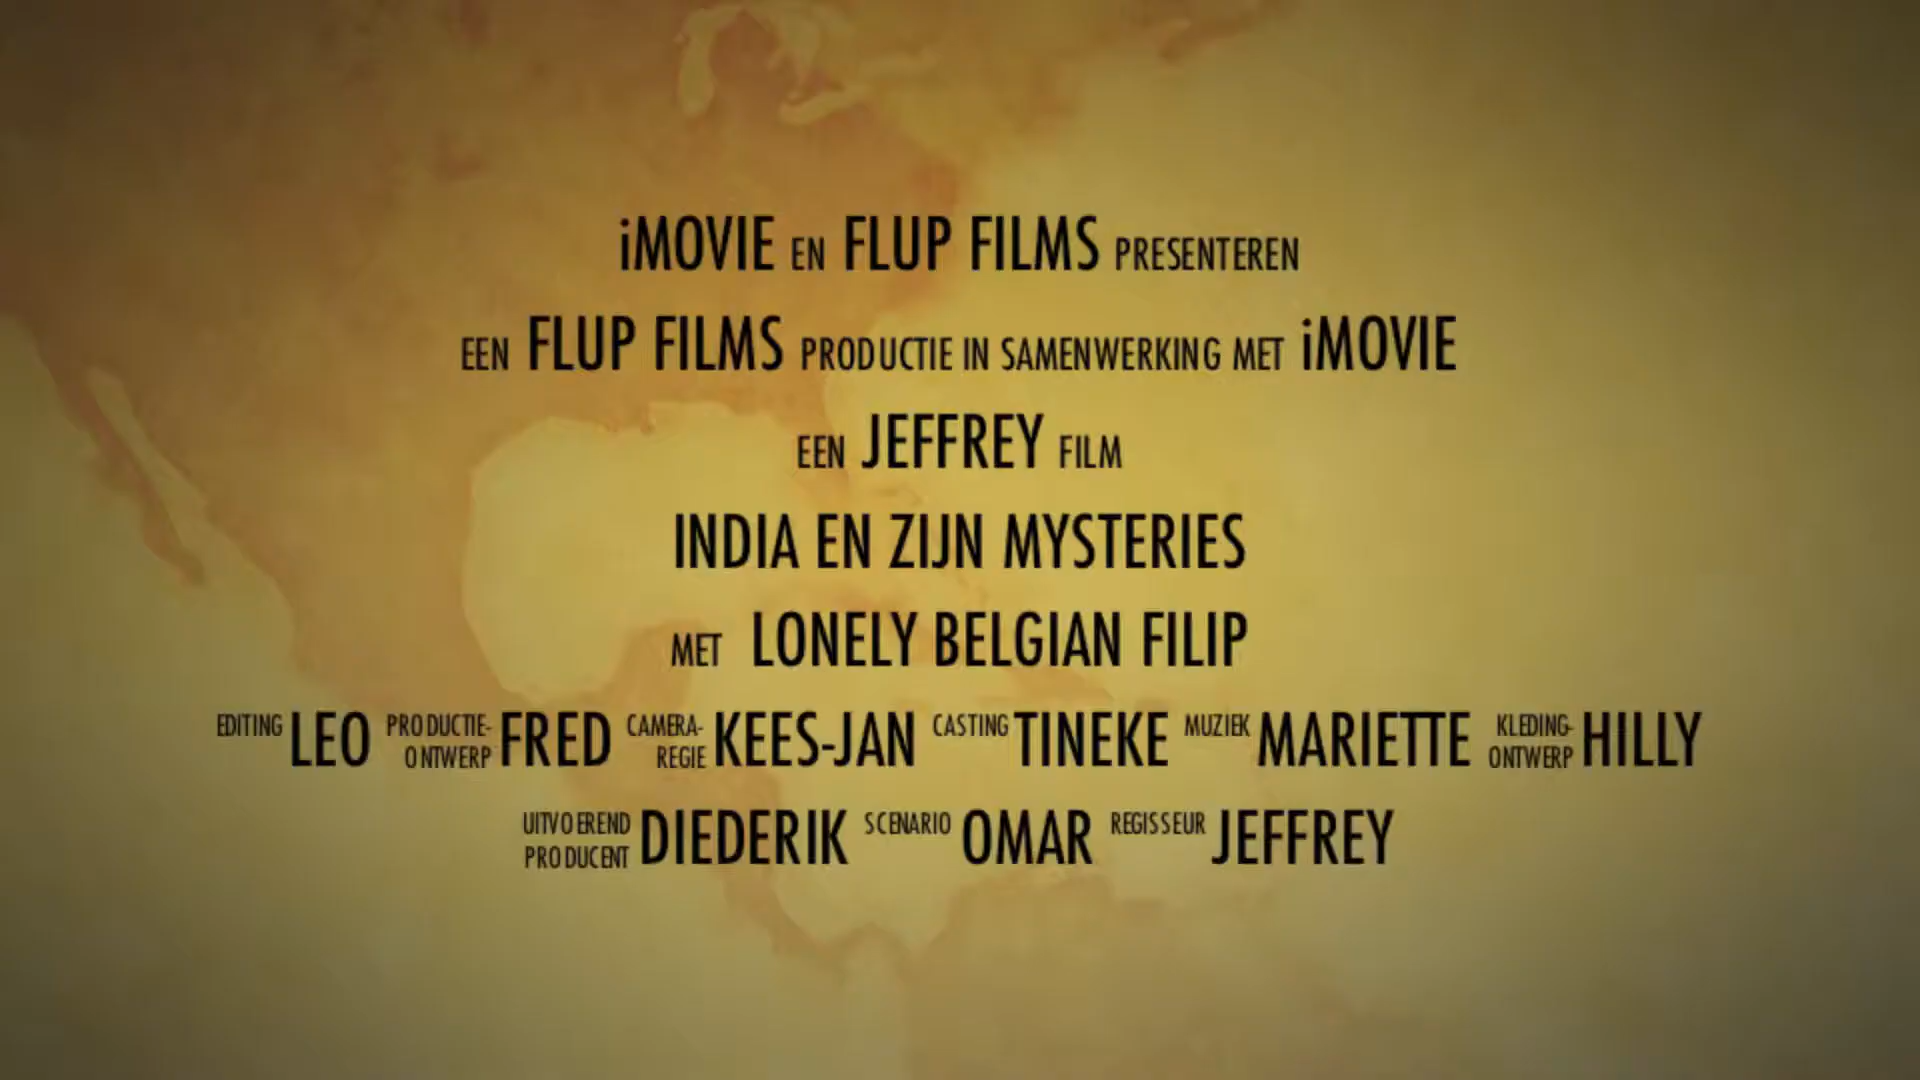 iMOVIE EN FLUP FILMS PRESENTEREN
EEN FLUP FILMS PRODUCTIE IN SAMENWERKING MET iMOVIE
EEN JEFFREY FILM
INDIA EN ZIJN MYSTERIES
MET LONELY BELGIAN FILIP
EDITING LEO PRODUCTIE-ONTWERP FRED CAMERA-REGIE KEES-JAN CASTING TINEKE MUZIEK MARIETTE KLEDING-ONTWERP HILLY
UITVOEREND PRODUCENT DIEDERIK SCENARIO OMAR REGISSEUR JEFFREY